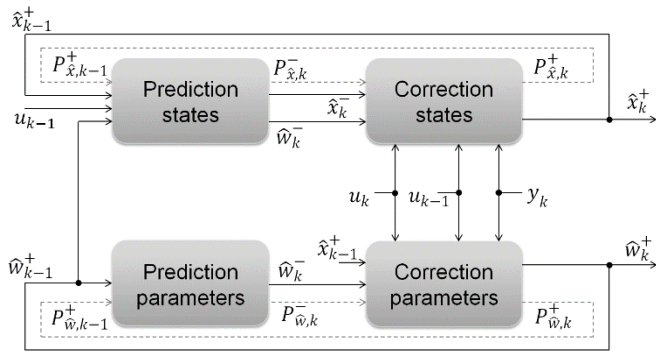 x̂⁺ₖ₋₁
P⁺x̂,k−1
P⁻x̂,k
P⁺x̂,k
Prediction
states
Correction
states
x̂⁻ₖ
x̂⁺ₖ
uₖ₋₁
ŵ⁻ₖ
uₖ
uₖ₋₁
yₖ
ŵ⁺ₖ₋₁
Prediction
parameters
ŵ⁻ₖ
x̂⁺ₖ₋₁
Correction
parameters
ŵ⁺ₖ
P⁺ŵ,k−1
P⁻ŵ,k
P⁺ŵ,k